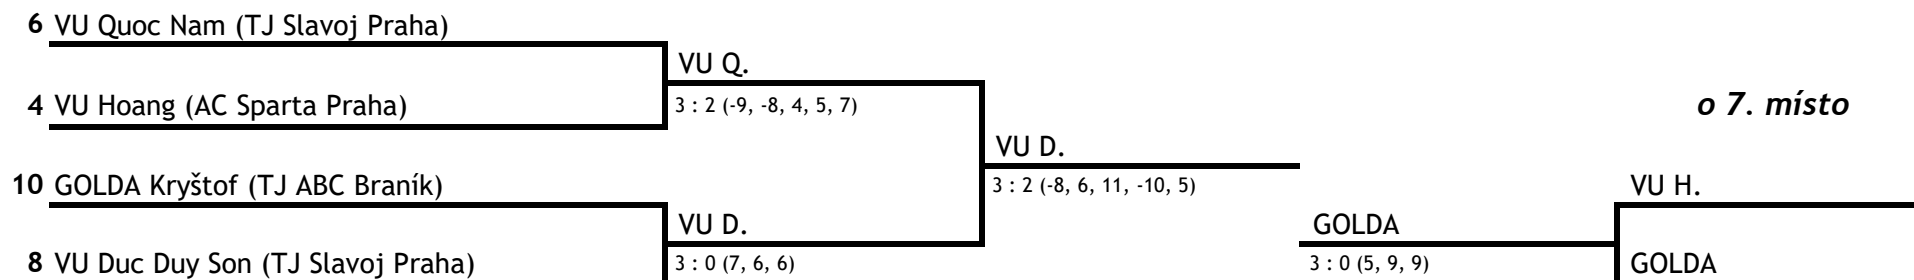 6 VU Quoc Nam (TJ Slavoj Praha)
VU Q.
4 VU Hoang (AC Sparta Praha)
3 : 2 (-9, -8, 4, 5, 7)
o 7. místo
VU D.
10 GOLDA Kryštof (TJ ABC Braník)
3 : 2 (-8, 6, 11, -10, 5)
VU H.
VU D.
GOLDA
8 VU Duc Duy Son (TJ Slavoj Praha)
3 : 0 (7, 6, 6)
3 : 0 (5, 9, 9)
GOLDA